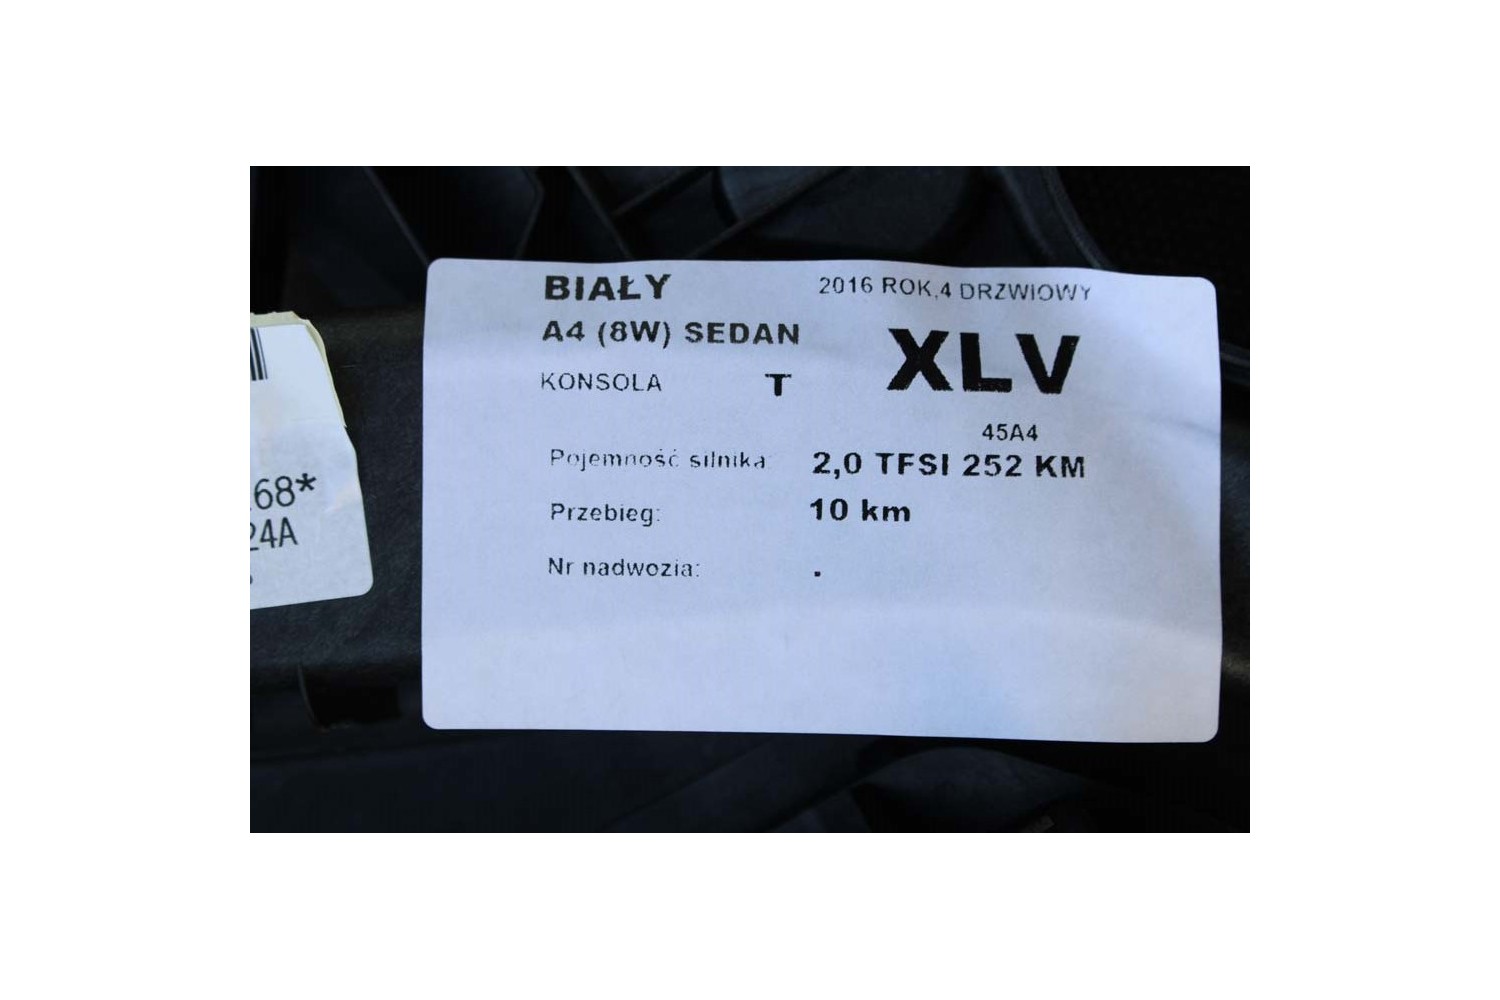 BIAŁY 2016 ROK,4 DRZWIOWY
A4 (8W) SEDAN XLV
KONSOLA T
45A4
Pojemność silnika: 2,0 TFSI 252 KM
Przebieg: 10 km
Nr nadwozia: .
68*
24A